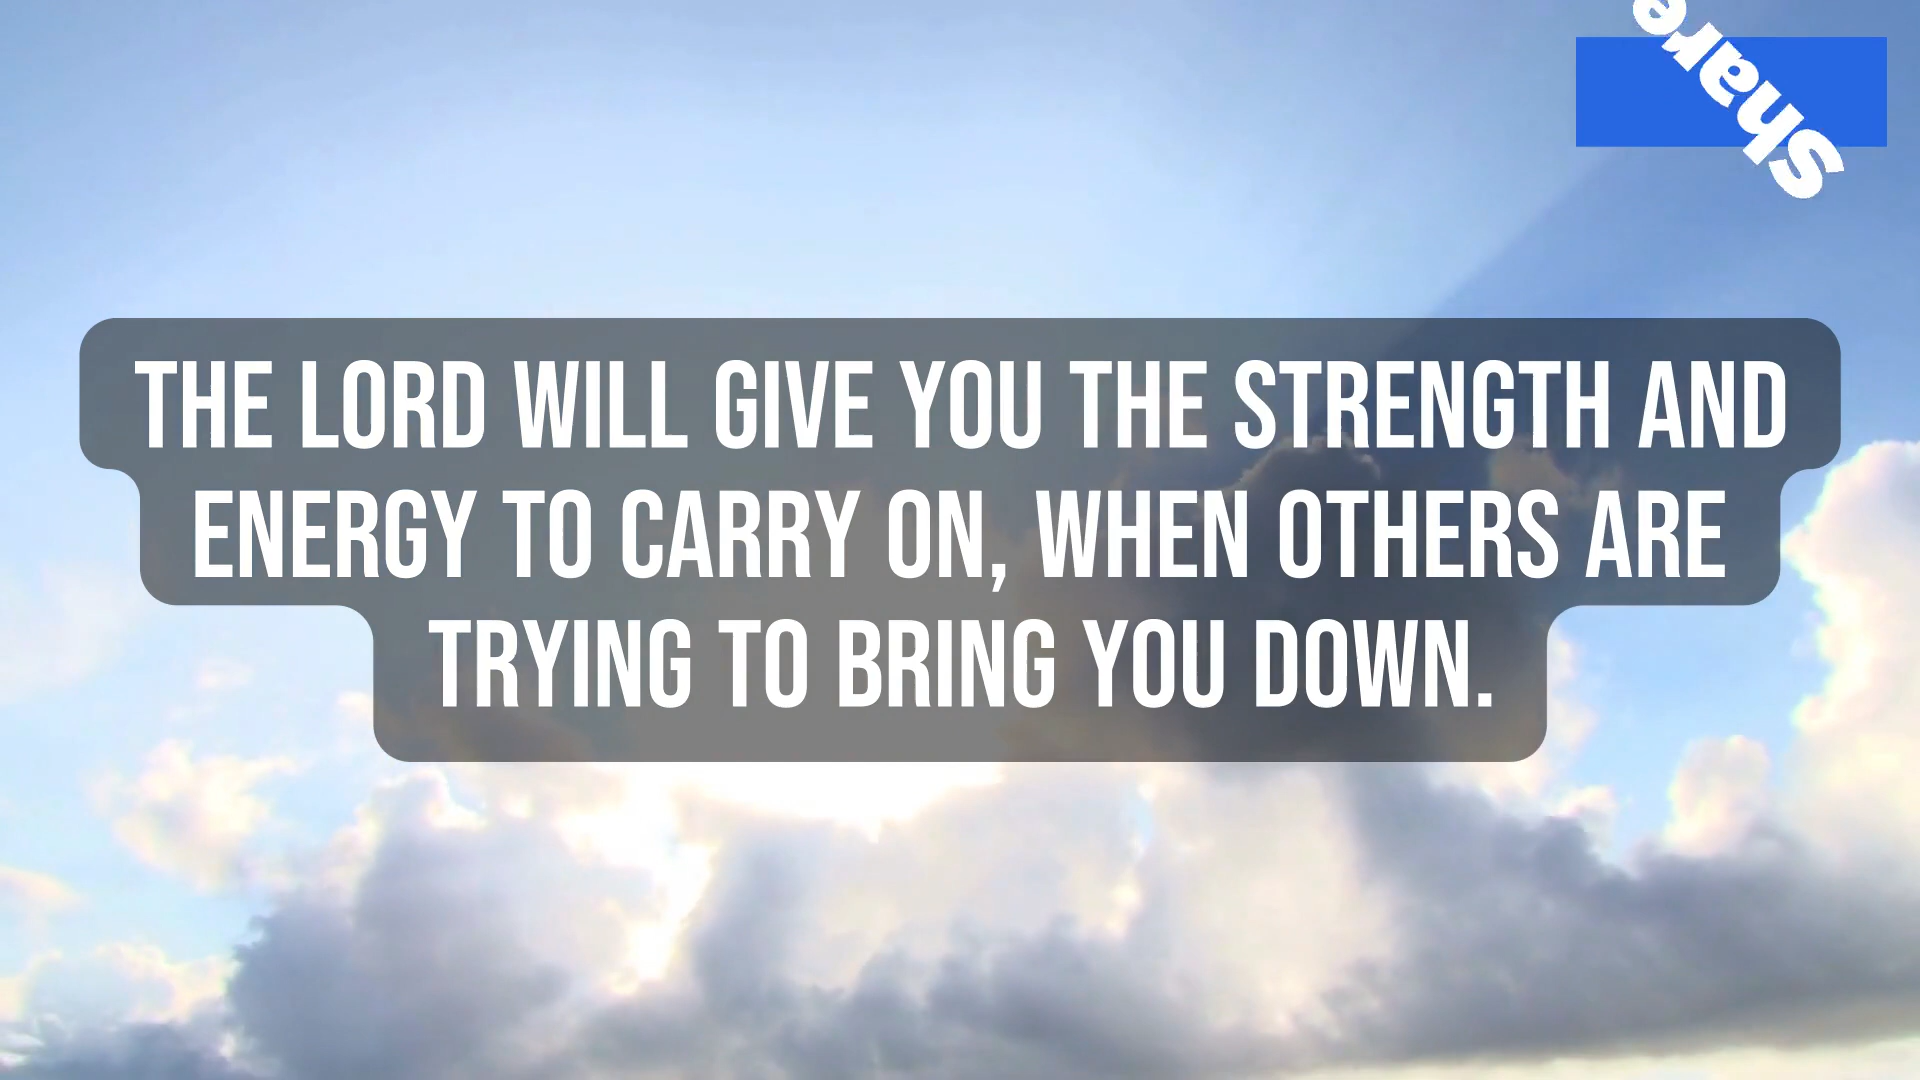 share
THE LORD WILL GIVE YOU THE STRENGTH AND
ENERGY TO CARRY ON, WHEN OTHERS ARE
TRYING TO BRING YOU DOWN.